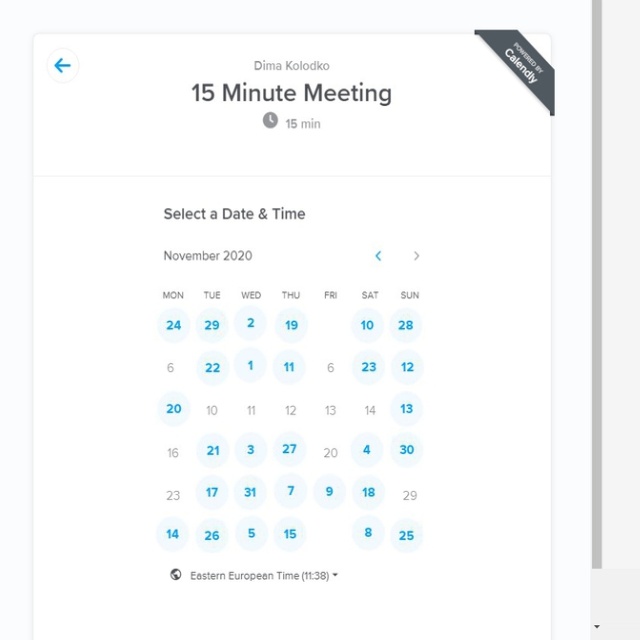 POWERED BY
Calendly
Dima Kolodko
15 Minute Meeting
15 min
Select a Date & Time
November 2020
MON TUE WED THU FRI SAT SUN
24 29 2 19 10 28
6 22 1 11 6 23 12
20 10 11 12 13 14 13
16 21 3 27 20 4 30
23 17 31 7 9 18 29
14 26 5 15 8 25
Eastern European Time (11:38)